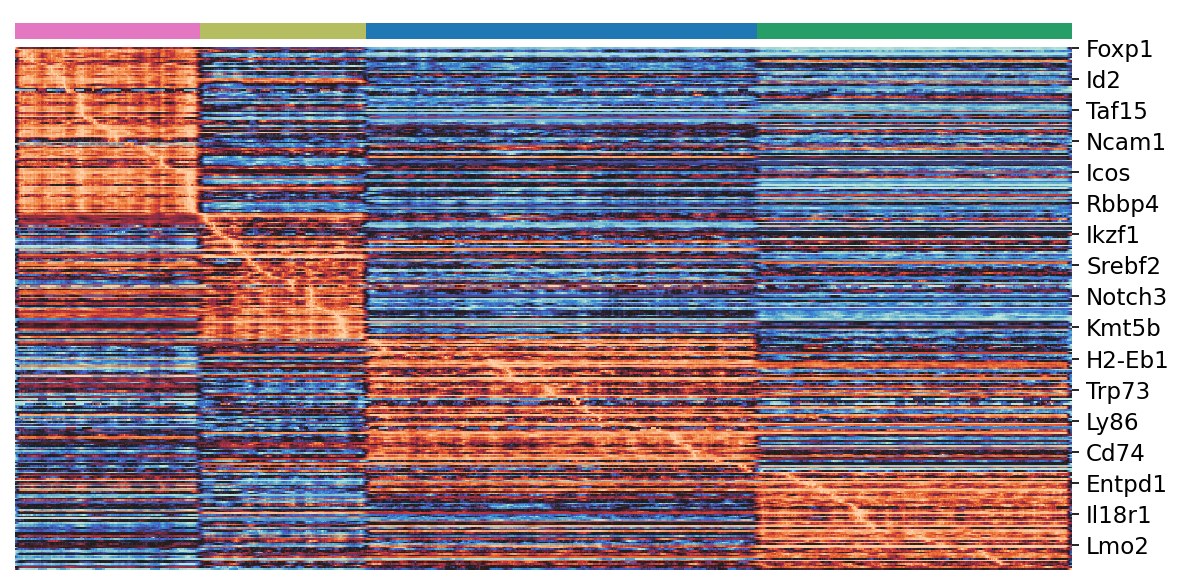 Foxp1
Id2
Taf15
Ncam1
Icos
Rbbp4
Ikzf1
Srebf2
Notch3
Kmt5b
H2-Eb1
Trp73
Ly86
Cd74
Entpd1
Il18r1
Lmo2